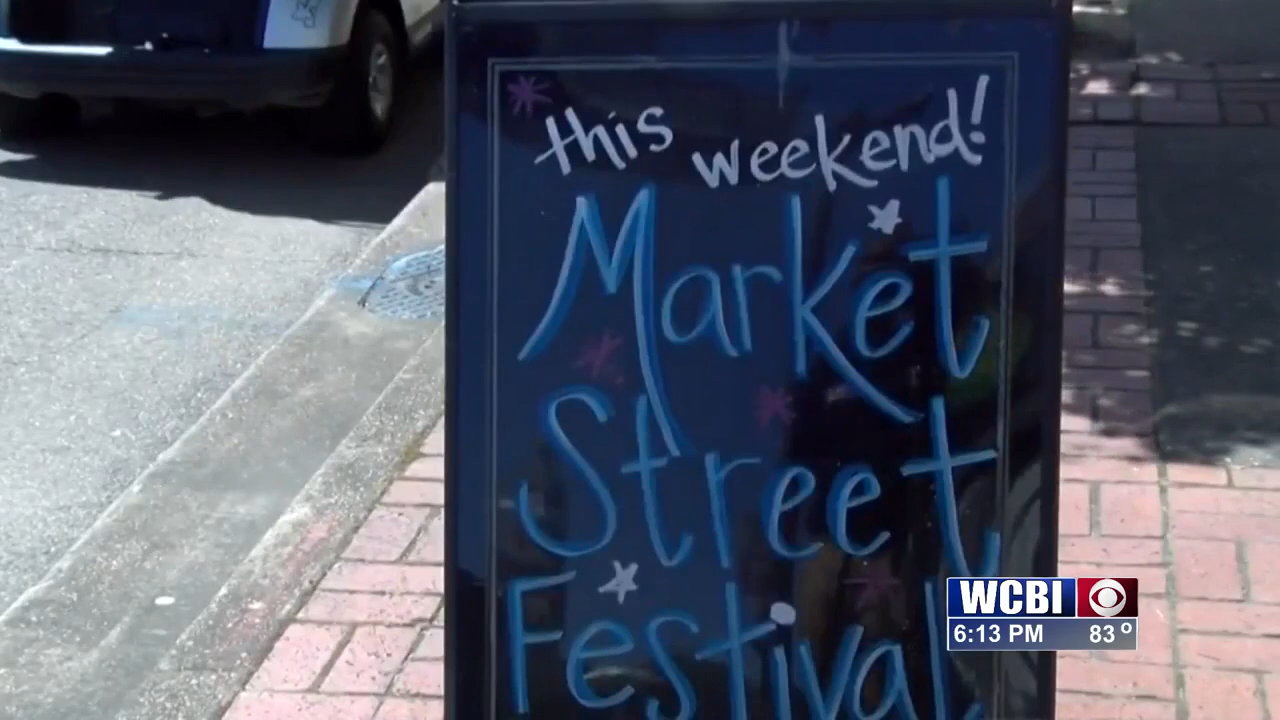 this weekend!
Market
Street
Festival
WCBI
6:13 PM 83°